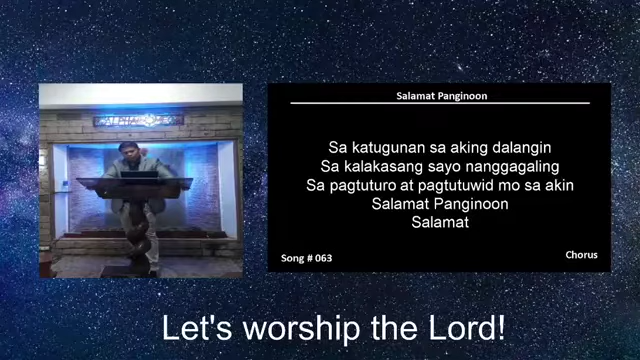 Salamat Panginoon
Sa katugunan sa aking dalangin
Sa kalakasang sayo nanggagaling
Sa pagtuturo at pagtutuwid mo sa akin
Salamat Panginoon
Salamat
Song # 063
Chorus
Let's worship the Lord!